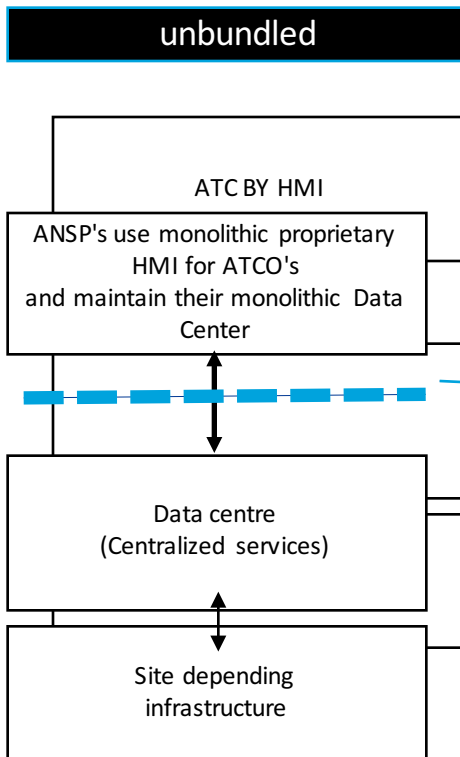 unbundled
ATC BY HMI
ANSP's use monolithic proprietary
HMI for ATCO's
and maintain their monolithic Data
Center
Data centre
(Centralized services)
Site depending
infrastructure